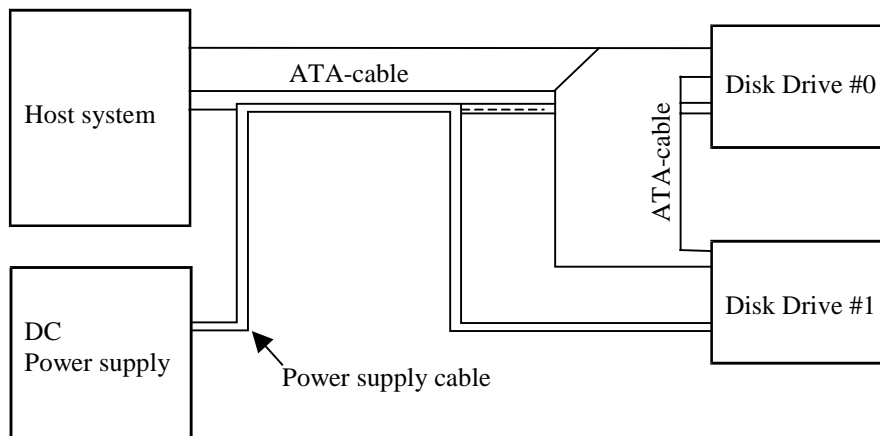 ATA-cable
Disk Drive #0
Host system
ATA-cable
Disk Drive #1
DC
Power supply
Power supply cable